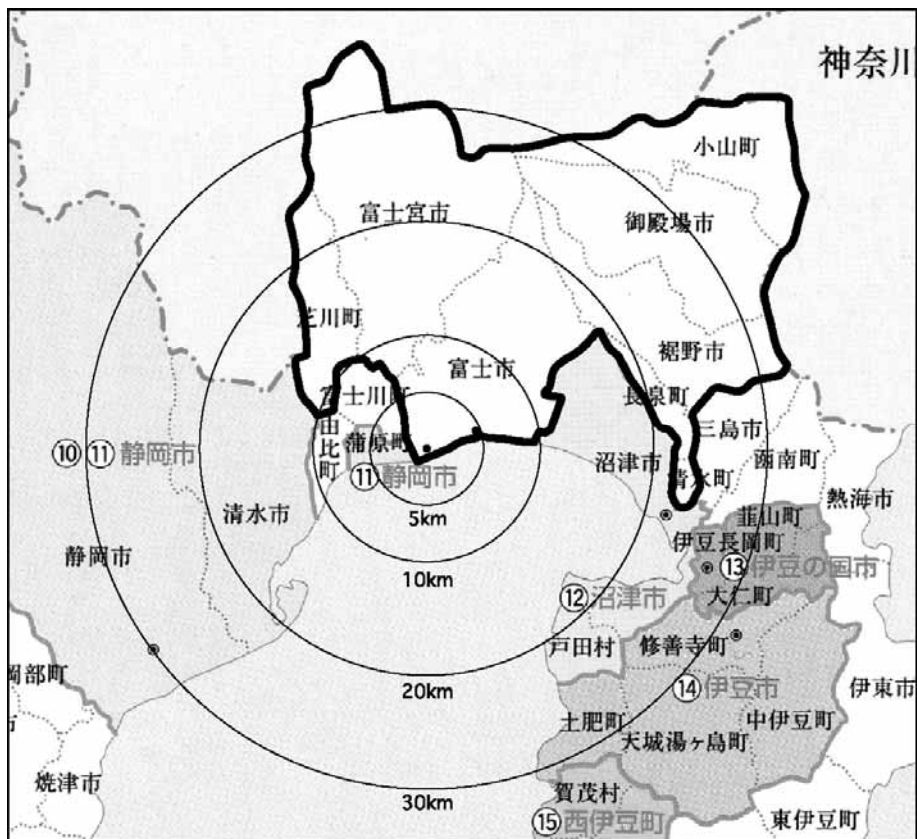 神奈川
小山町
富士宮市
御殿場市
芝川町
裾野市
富士市
富士川町
長泉町
由比町
蒲原町
三島市
函南町
⑩⑪静岡市
沼津市
清水町
⑪静岡市
熱海市
清水市
5km
韮山町
伊豆長岡町
静岡市
⑬伊豆の国市
10km
大仁町
⑫沼津市
戸田村
修善寺町
岡部町
20km
⑭伊豆市
伊東市
土肥町
中伊豆町
天城湯ヶ島町
焼津市
賀茂村
30km
⑮西伊豆町
東伊豆町